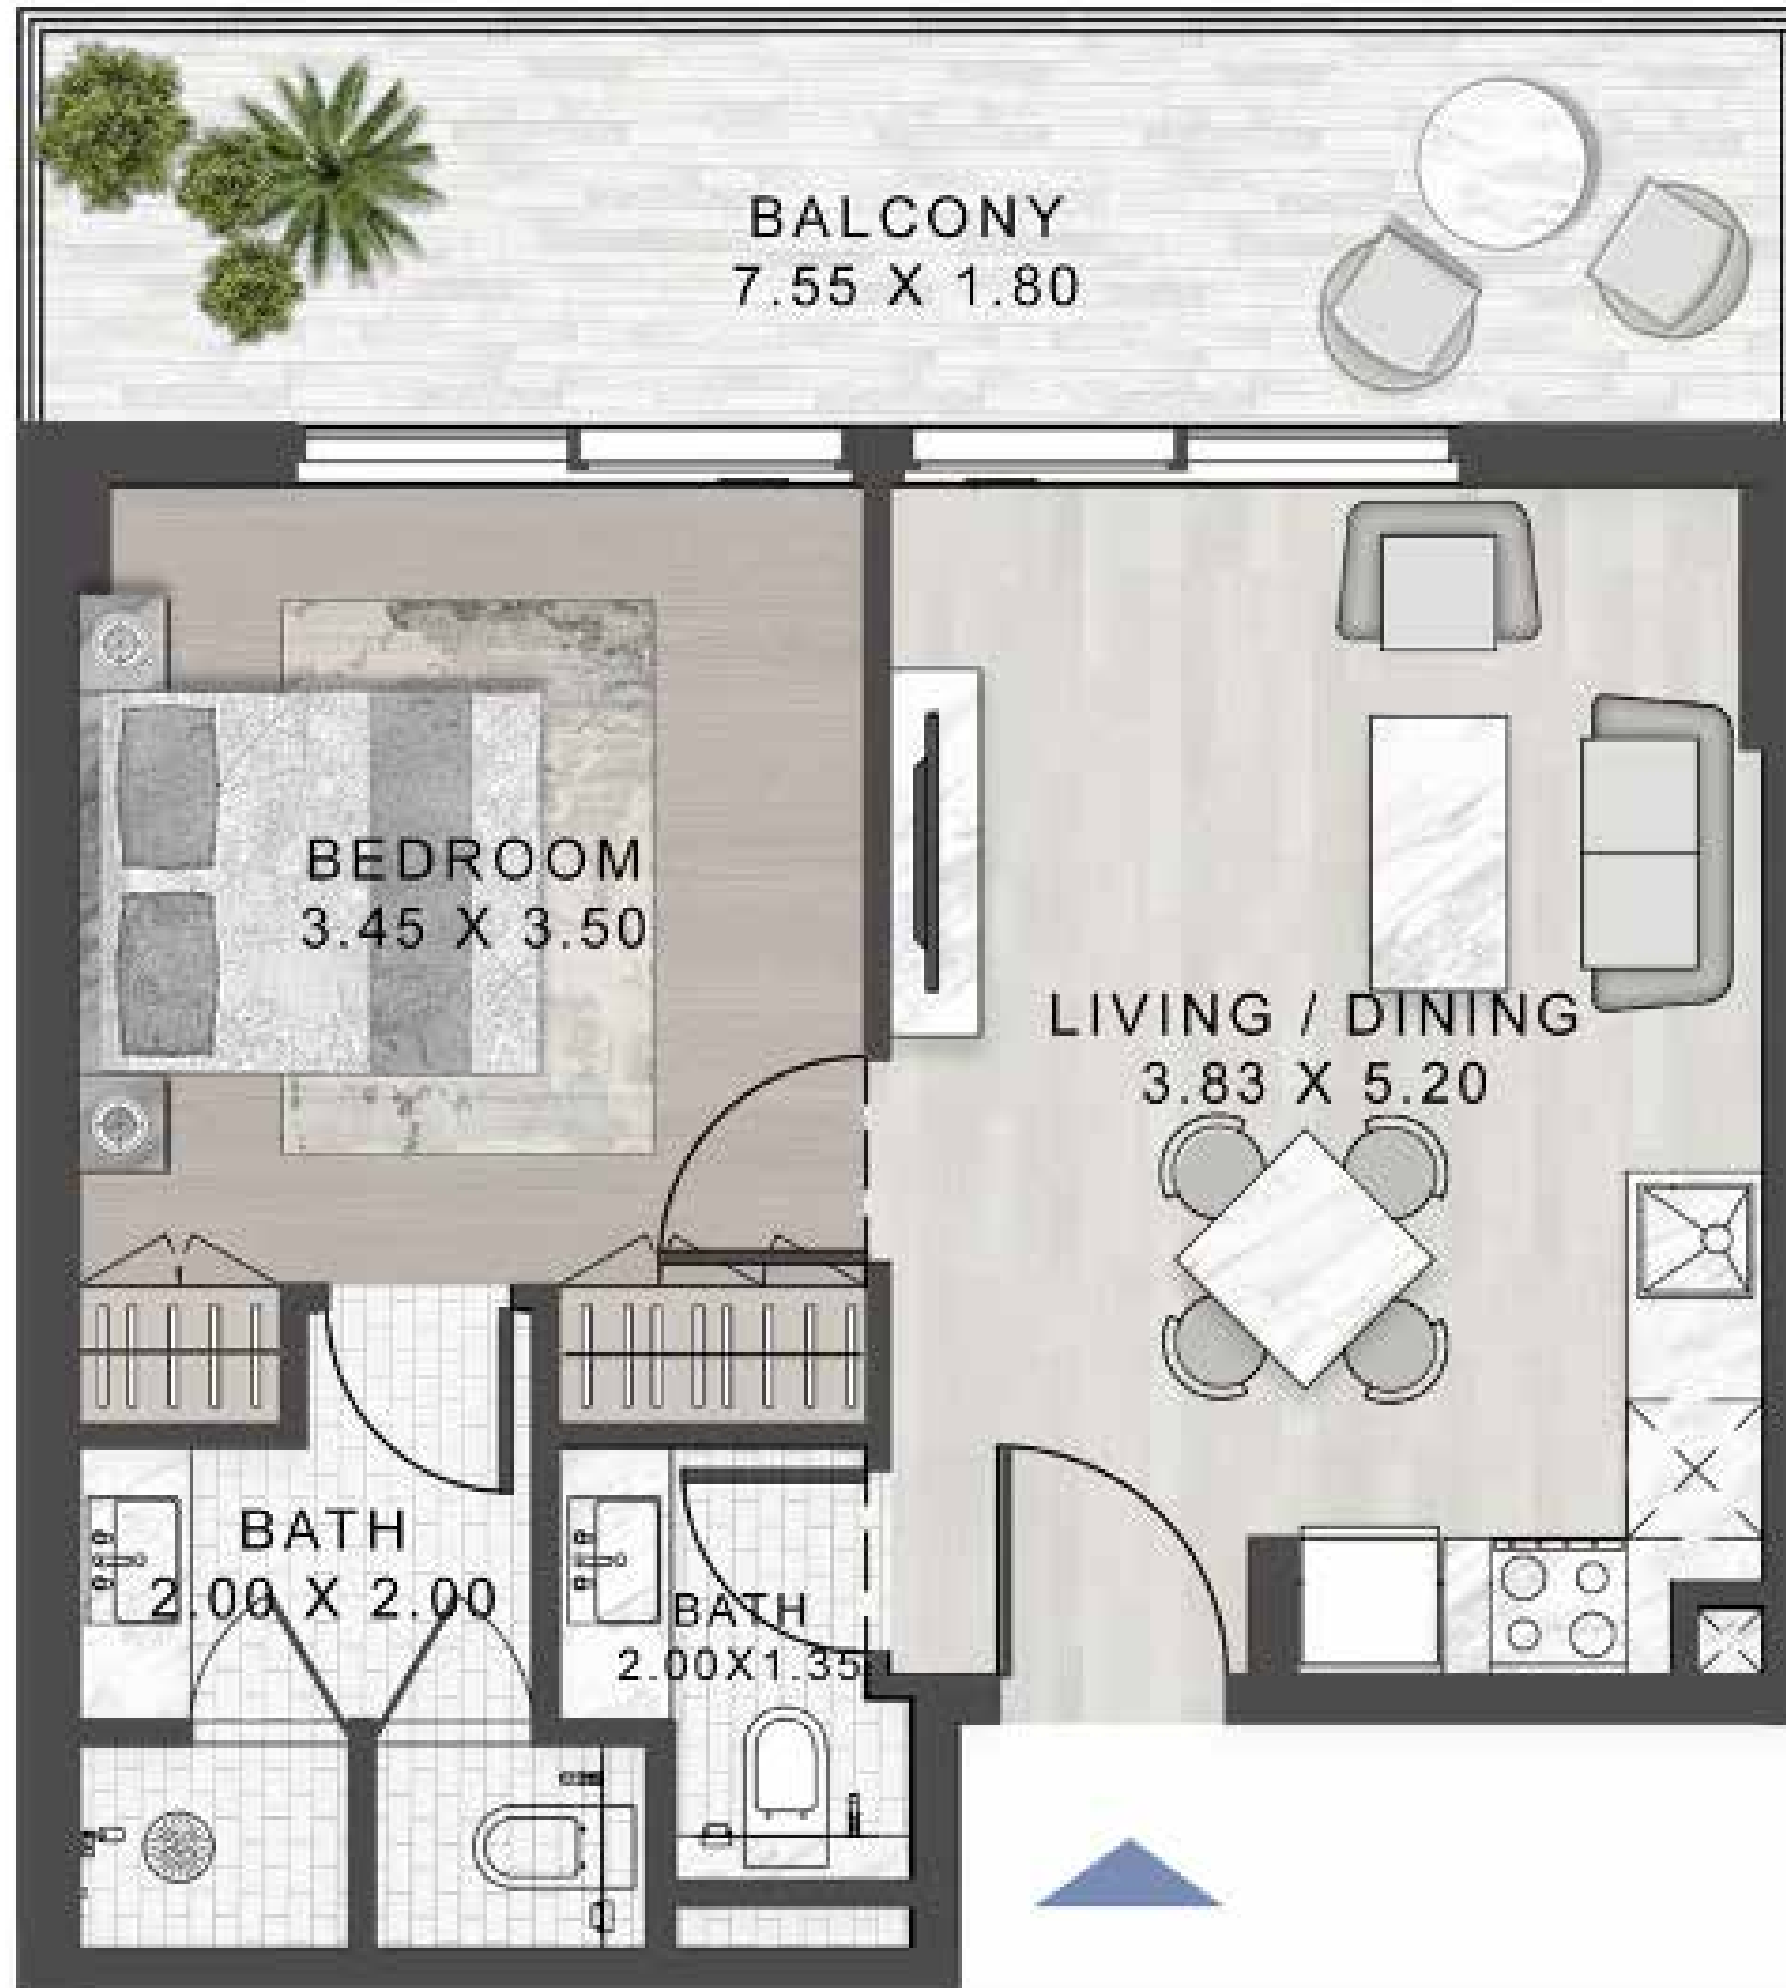 BALCONY
7.55 X 1.80
BEDROOM
3.45 X 3.50
LIVING / DINING
3.83 X 5.20
BATH
2.00 X 2.00
BATH
2.00X1.35